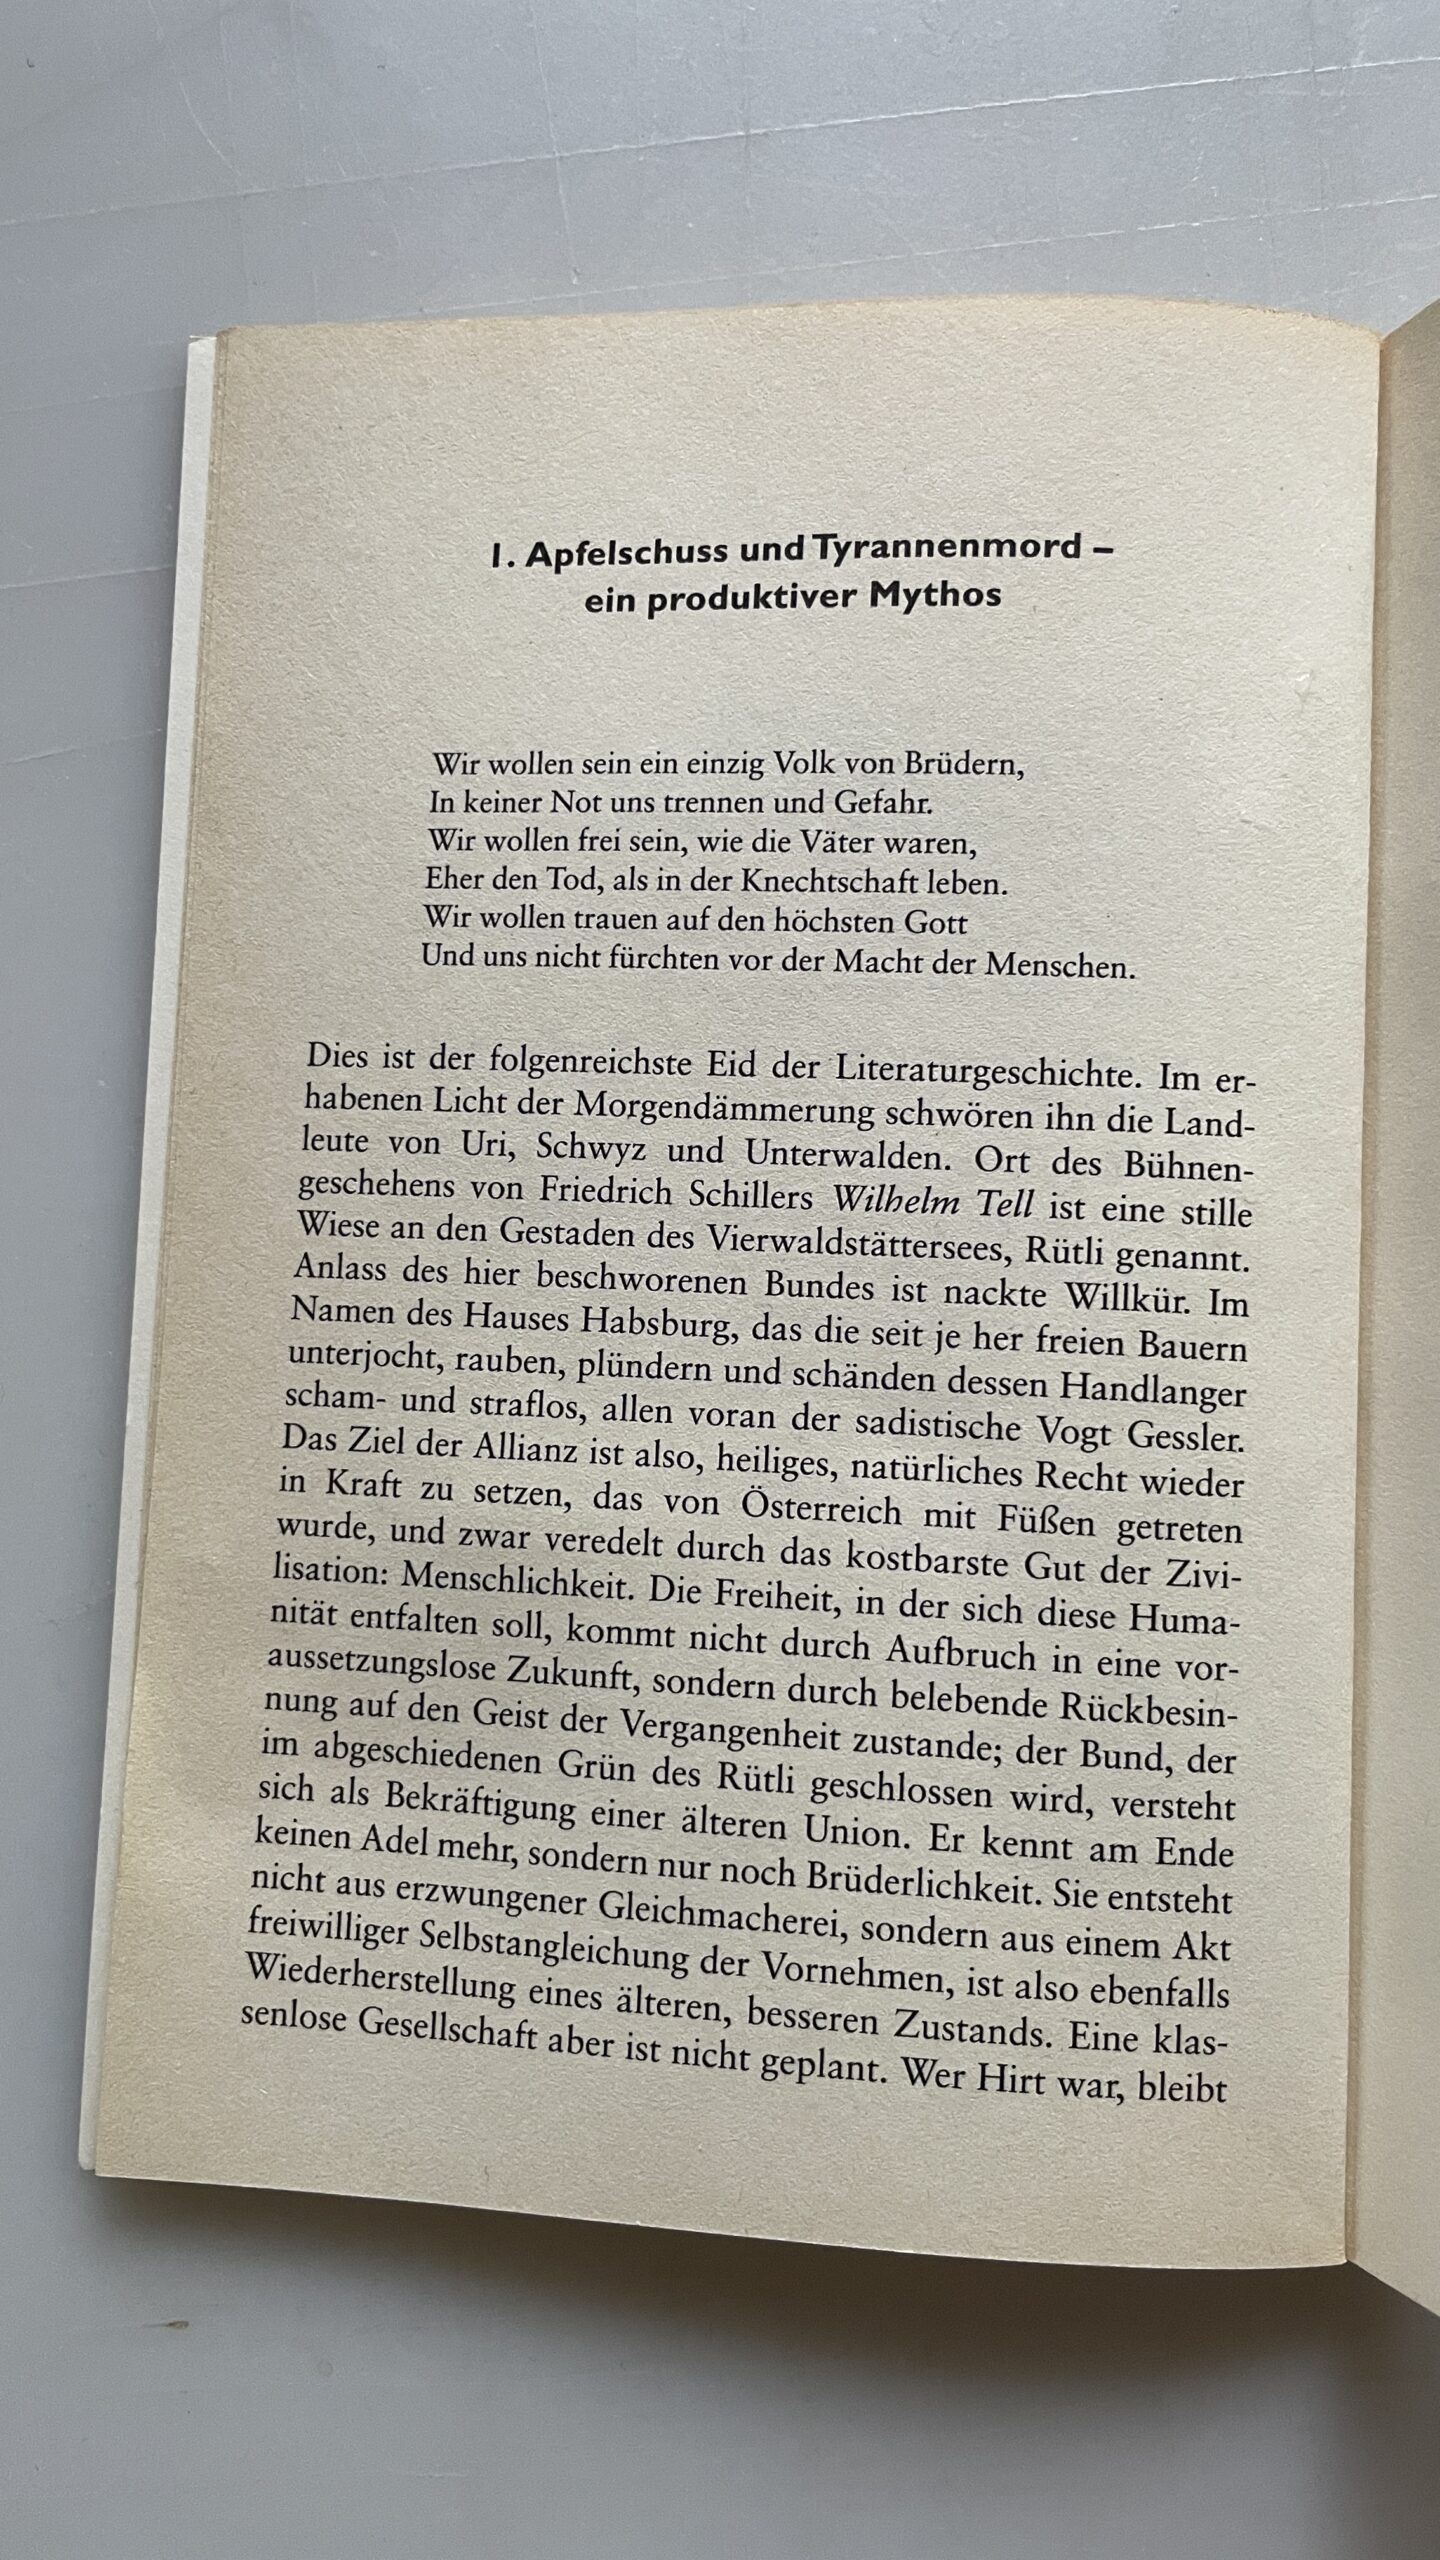 1. Apfelschuss und Tyrannenmord –
ein produktiver Mythos
Wir wollen sein ein einzig Volk von Brüdern,
In keiner Not uns trennen und Gefahr.
Wir wollen frei sein, wie die Väter waren,
Eher den Tod, als in der Knechtschaft leben.
Wir wollen trauen auf den höchsten Gott
Und uns nicht fürchten vor der Macht der Menschen.
Dies ist der folgenreichste Eid der Literaturgeschichte. Im er-
habenen Licht der Morgendämmerung schwören ihn die Land-
leute von Uri, Schwyz und Unterwalden. Ort des Bühnen-
geschehens von Friedrich Schillers Wilhelm Tell ist eine stille
Wiese an den Gestaden des Vierwaldstättersees, Rütli genannt.
Anlass des hier beschworenen Bundes ist nackte Willkür. Im
Namen des Hauses Habsburg, das die seit je her freien Bauern
unterjocht, rauben, plündern und schänden dessen Handlanger
scham- und straflos, allen voran der sadistische Vogt Gessler.
Das Ziel der Allianz ist also, heiliges, natürliches Recht wieder
in Kraft zu setzen, das von Österreich mit Füßen getreten
wurde, und zwar veredelt durch das kostbarste Gut der Zivi-
lisation: Menschlichkeit. Die Freiheit, in der sich diese Huma-
nität entfalten soll, kommt nicht durch Aufbruch in eine vor-
aussetzungslose Zukunft, sondern durch belebende Rückbesin-
nung auf den Geist der Vergangenheit zustande; der Bund, der
im abgeschiedenen Grün des Rütli geschlossen wird, versteht
sich als Bekräftigung einer älteren Union. Er kennt am Ende
keinen Adel mehr, sondern nur noch Brüderlichkeit. Sie entsteht
nicht aus erzwungener Gleichmacherei, sondern aus einem Akt
freiwilliger Selbstangleichung der Vornehmen, ist also ebenfalls
Wiederherstellung eines älteren, besseren Zustands. Eine klas-
senlose Gesellschaft aber ist nicht geplant. Wer Hirt war, bleibt